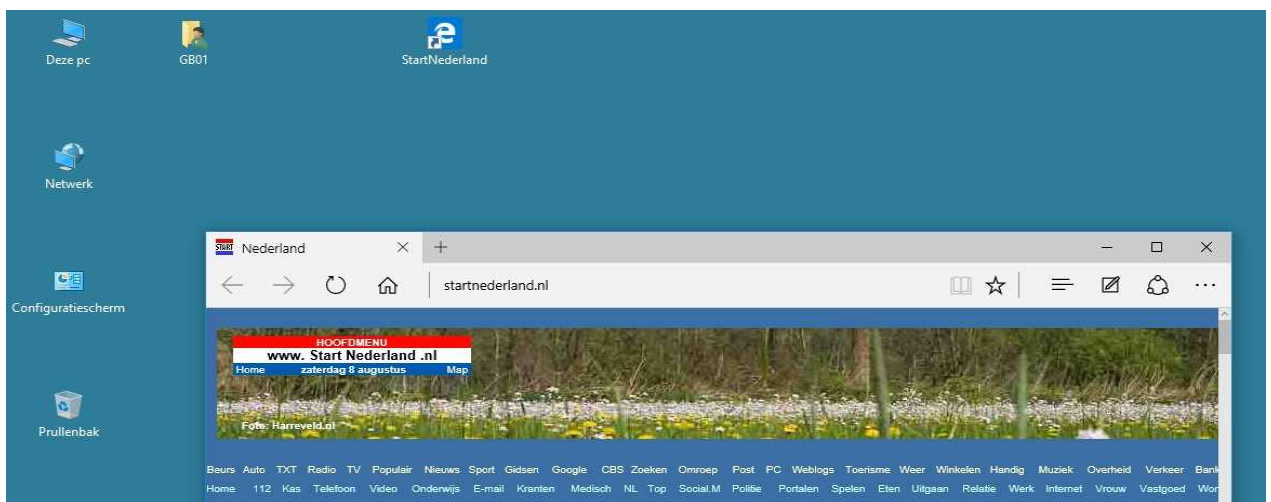 Deze pc
GB01
StartNederland
Netwerk
Configuratiescherm
Prullenbak
START Nederland
startnederland.nl
HOOFDMENU
www. Start Nederland .nl
Home zaterdag 8 augustus Map
Foto: Harreveld.nl
Beurs Auto TXT Radio TV Populair Nieuws Sport Gidsen Google CBS Zoeken Omroep Post PC Weblogs Toerisme Weer Winkelen Handig Muziek Overheid Verkeer Bank
Home 112 Kas Telefoon Video Onderwijs E-mail Kranten Medisch NL Top Social.M Politie Portalen Spelen Eten Uitgaan Relatie Werk Internet Vrouw Vastgoed Wor